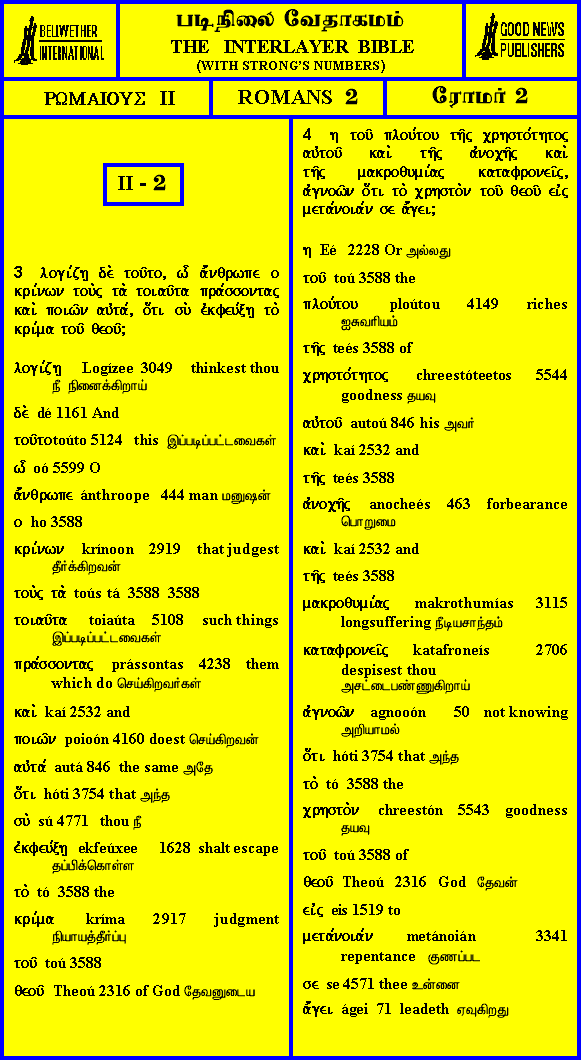 BELIWETHER
INTERNATIONAL
படிநிலை வேதாகமம்
THE INTERLAYER BIBLE
(WITH STRONG'S NUMBERS)
GOOD NEWS
PUBLISHERS
ΡΩΜΑΙΟΥΣ II
ROMANS 2
ரோமர் 2
II - 2
3 λογίζῃ δὲ τοῦτο, ὦ ἄνθρωπε ο
κρίνων τοὺς τὰ τοιαῦτα πράσσοντας
καὶ ποιῶν αὐτά, ὅτι σὺ ἐκφεύξῃ τὸ
κρίμα τοῦ θεοῦ;
λογίζῃ Logízee 3049 thinkest thou
நீ நினைக்கிறாய்
δὲ dé 1161 And
τοῦτοtoúto 5124 this இப்படிப்பட்டவைகள்
ὦ oó 5599 O
ἄνθρωπε ánthroope 444 man மனுஷன்
ο ho 3588
κρίνων krínoon 2919 that judgest
தீர்க்கிறவன்
τοὺς τὰ toús tá 3588 3588
τοιαῦτα toiaúta 5108 such things
இப்படிப்பட்டவைகள்
πράσσοντας prássontas 4238 them
which do செய்கிறவர்கள்
καὶ kaí 2532 and
ποιῶν poioón 4160 doest செய்கிறவன்
αὐτά autá 846 the same அதே
ὅτι hóti 3754 that அந்த
σὺ sú 4771 thou நீ
ἐκφεύξῃ ekfeúxee 1628 shalt escape
தப்பிக்கொள்ள
τὸ tó 3588 the
κρίμα kríma 2917 judgment
நியாயத்தீர்ப்பு
τοῦ toú 3588
θεοῦ Theoú 2316 of God தேவனுடைய
4 η τοῦ πλούτου τῆς χρηστότητος
αὐτοῦ καὶ τῆς ἀνοχῆς καὶ
τῆς μακροθυμίας καταφρονεῖς,
ἀγνοῶν ὅτι τὸ χρηστὸν τοῦ θεοῦ εἰς
μετάνοιάν σε ἄγει;
η Eé 2228 Or அல்லது
τοῦ toú 3588 the
πλούτου ploútou 4149 riches
ஐசுவரியம்
τῆς teés 3588 of
χρηστότητος chreestóteetos 5544
goodness தயவு
αὐτοῦ autoú 846 his அவர்
καὶ kaí 2532 and
τῆς teés 3588
ἀνοχῆς anocheés 463 forbearance
பொறுமை
καὶ kaí 2532 and
τῆς teés 3588
μακροθυμίας makrothumías 3115
longsuffering நீடியசாந்தம்
καταφρονεῖς katafroneís 2706
despisest thou
அசட்டைபண்ணுகிறாய்
ἀγνοῶν agnooón 50 not knowing
அறியாமல்
ὅτι hóti 3754 that அந்த
τὸ tó 3588 the
χρηστὸν chreestón 5543 goodness
தயவு
τοῦ toú 3588 of
θεοῦ Theoú 2316 God தேவன்
εἰς eis 1519 to
μετάνοιάν metánoián 3341
repentance குணப்பட
σε se 4571 thee உன்னை
ἄγει ágei 71 leadeth ஏவுகிறது